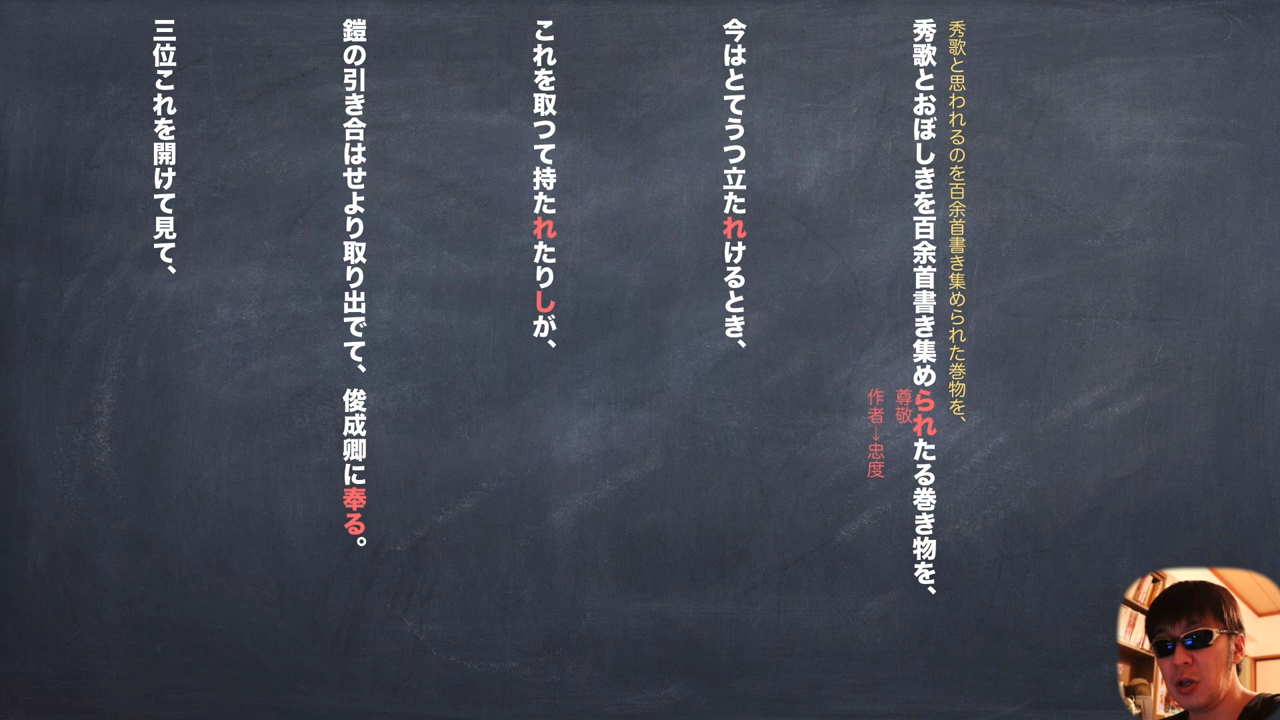 秀歌と思われるのを百余首書き集められた巻物を、
秀歌とおぼしきを百余首書き集められたる巻き物を、
尊敬
作者→忠度
今はとてうつ立たれけるとき、
これを取つて持たれたりしが、
鎧の引き合はせより取り出でて、俊成卿に奉る。
三位これを開けて見て、